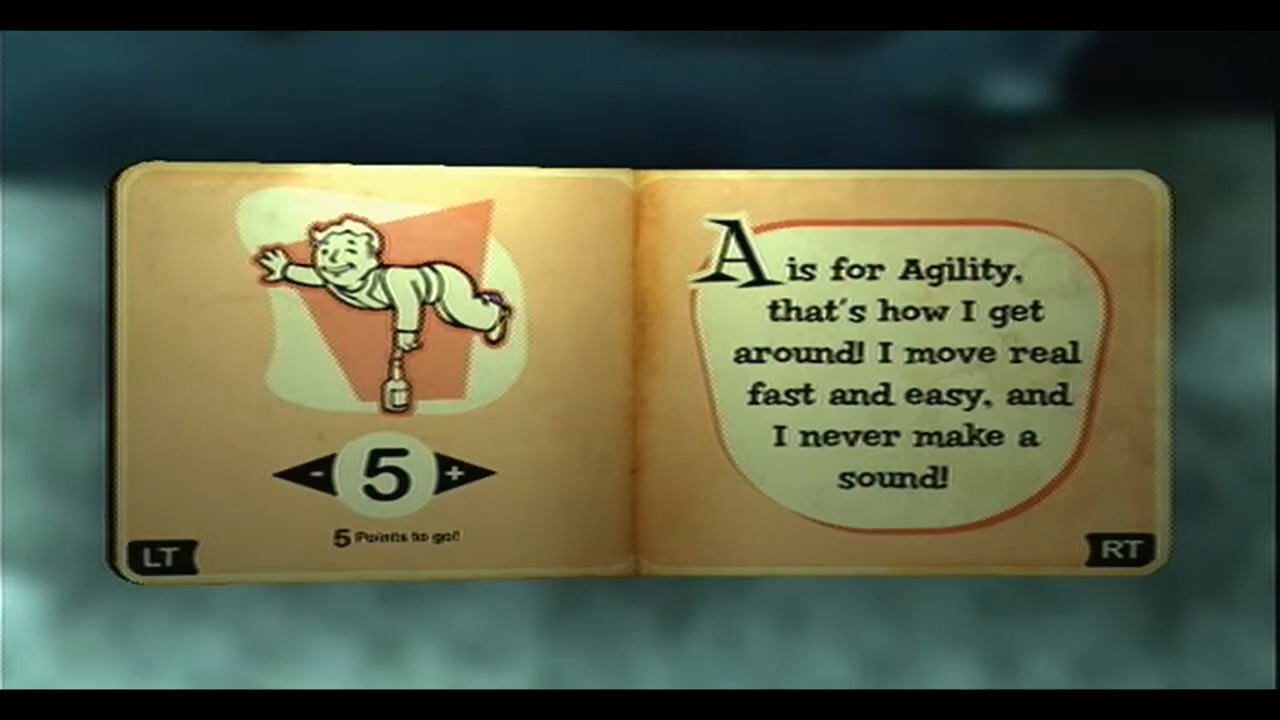 - 5 +
5 Points to go!
LT
A is for Agility,
that's how I get
around! I move real
fast and easy, and
I never make a
sound!
RT